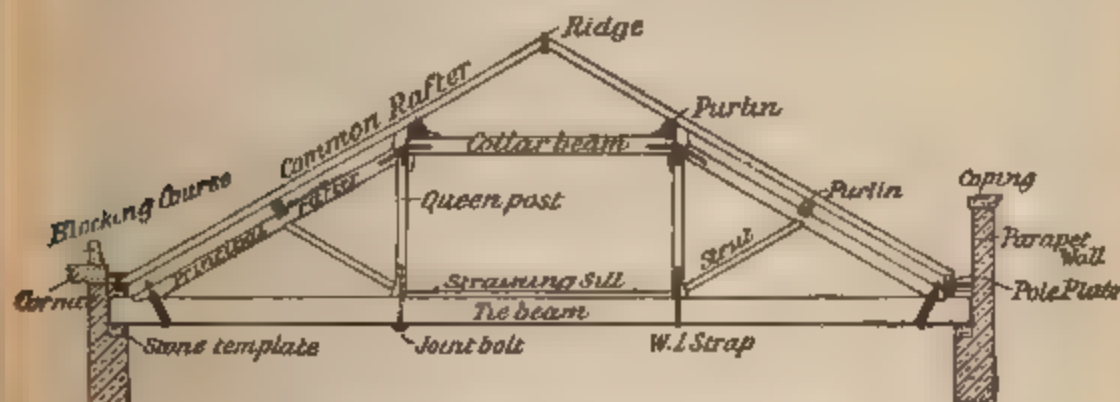 Ridge
Common Rafter
Purlin
Collar beam
Blocking Course
Principal Rafter
Queen post
Purlin
Coping
Strut
Parapet
Wall
Cornice
Straining Sill
Pole Plate
Tie beam
Stone template
Joint bolt
W.I Strap